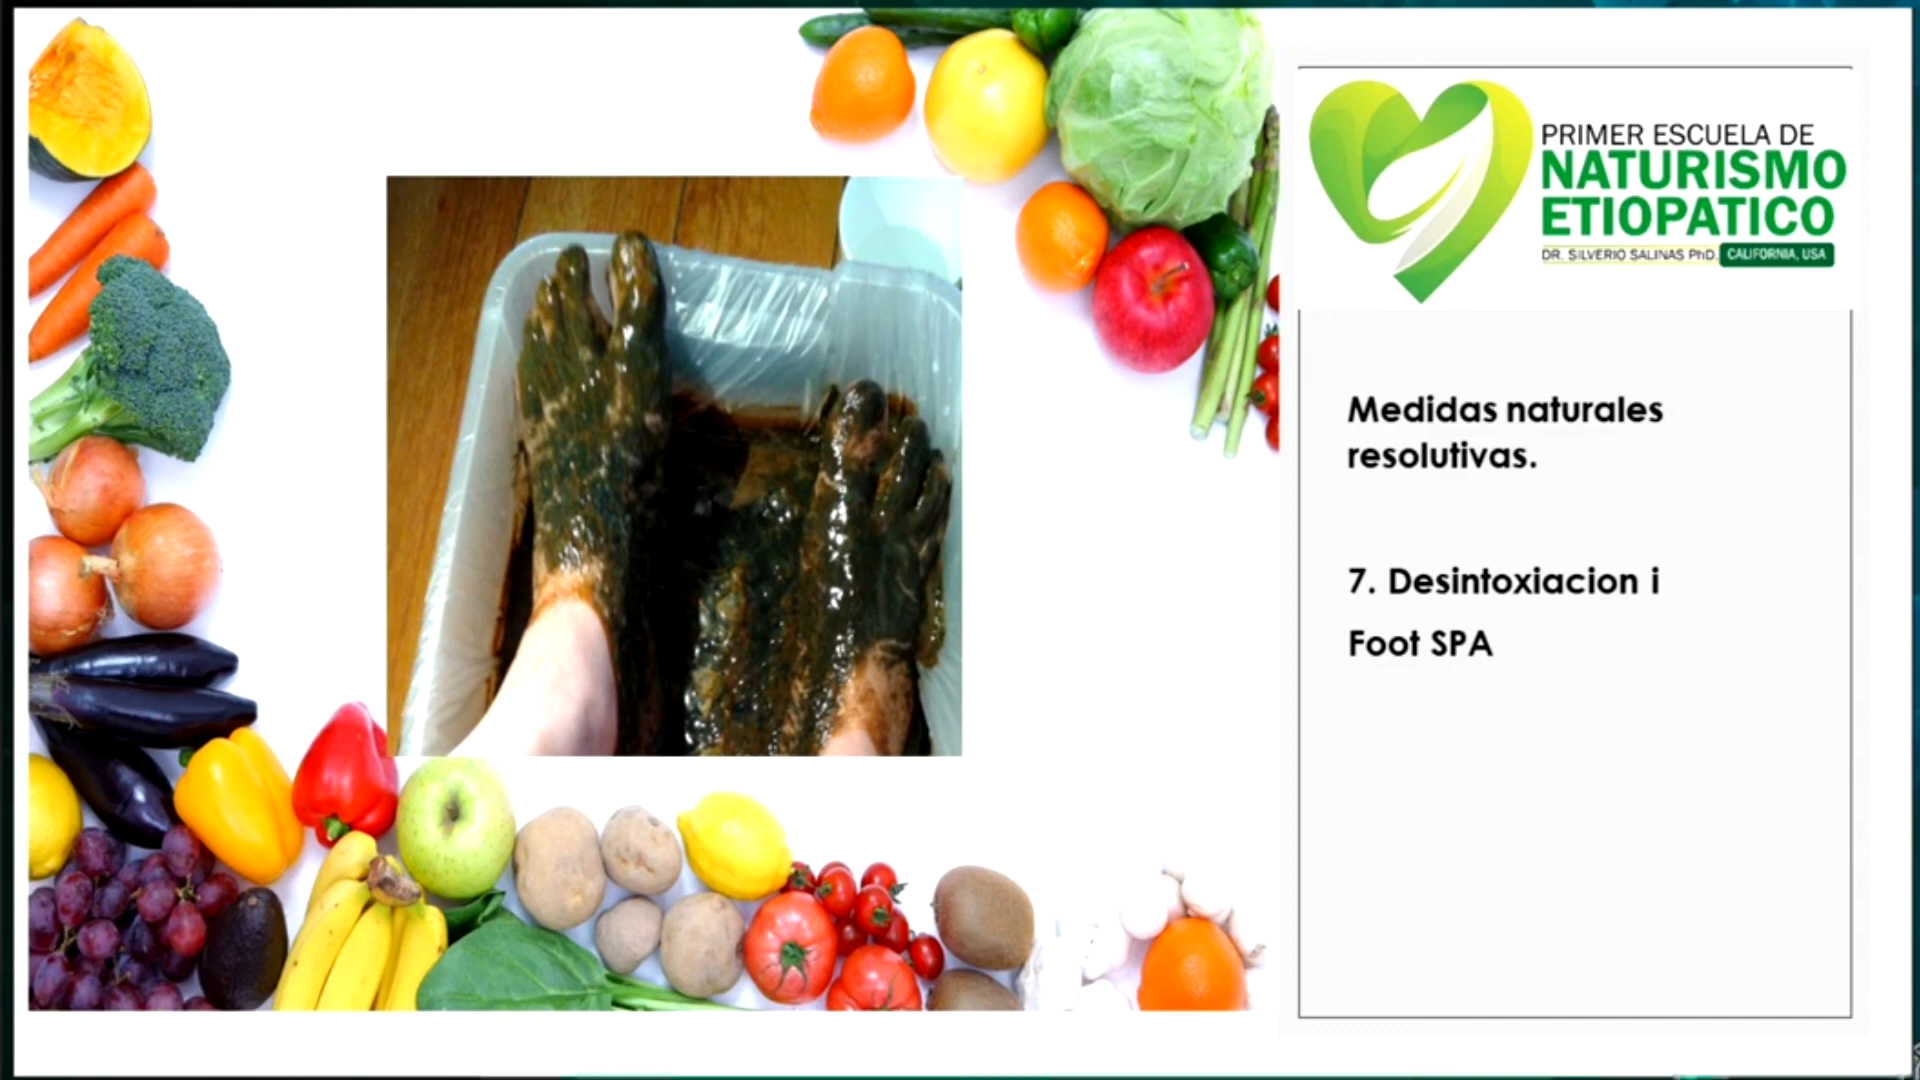 PRIMER ESCUELA DE
NATURISMO
ETIOPATICO
DR. SILVERIO SALINAS PhD. CALIFORNIA, USA
Medidas naturales
resolutivas.
7. Desintoxiacion i
Foot SPA